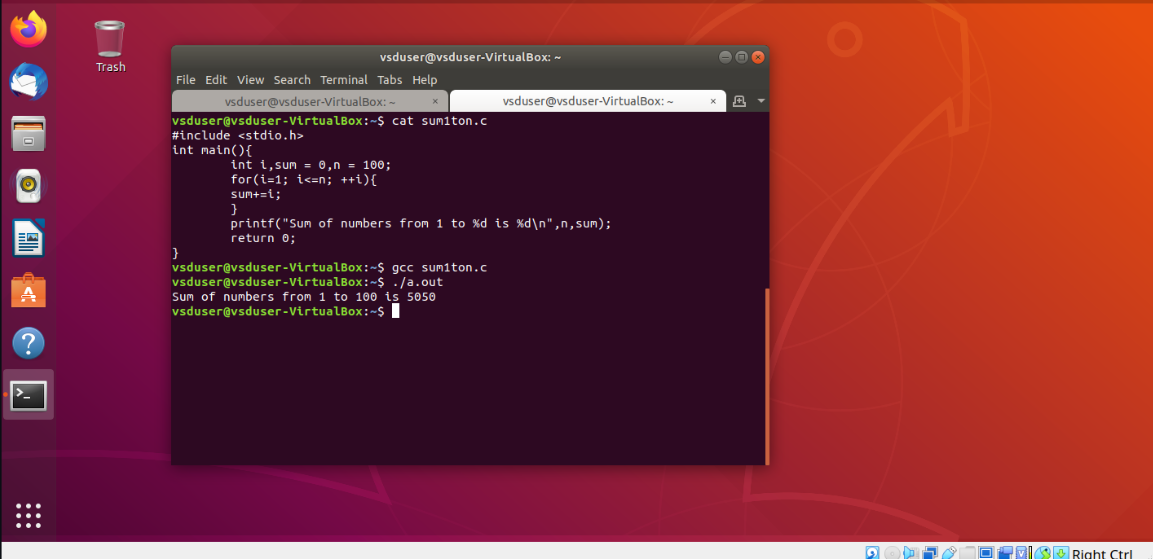 Trash
vsduser@vsduser-VirtualBox: ~
File Edit View Search Terminal Tabs Help
vsduser@vsduser-VirtualBox: ~ × vsduser@vsduser-VirtualBox: ~ ×
vsduser@vsduser-VirtualBox:~$ cat sum1ton.c
#include <stdio.h>
int main(){
        int i,sum = 0,n = 100;
        for(i=1; i<=n; ++i){
        sum+=i;
        }
        printf("Sum of numbers from 1 to %d is %d\n",n,sum);
        return 0;
}
vsduser@vsduser-VirtualBox:~$ gcc sum1ton.c
vsduser@vsduser-VirtualBox:~$ ./a.out
Sum of numbers from 1 to 100 is 5050
vsduser@vsduser-VirtualBox:~$
Right Ctrl